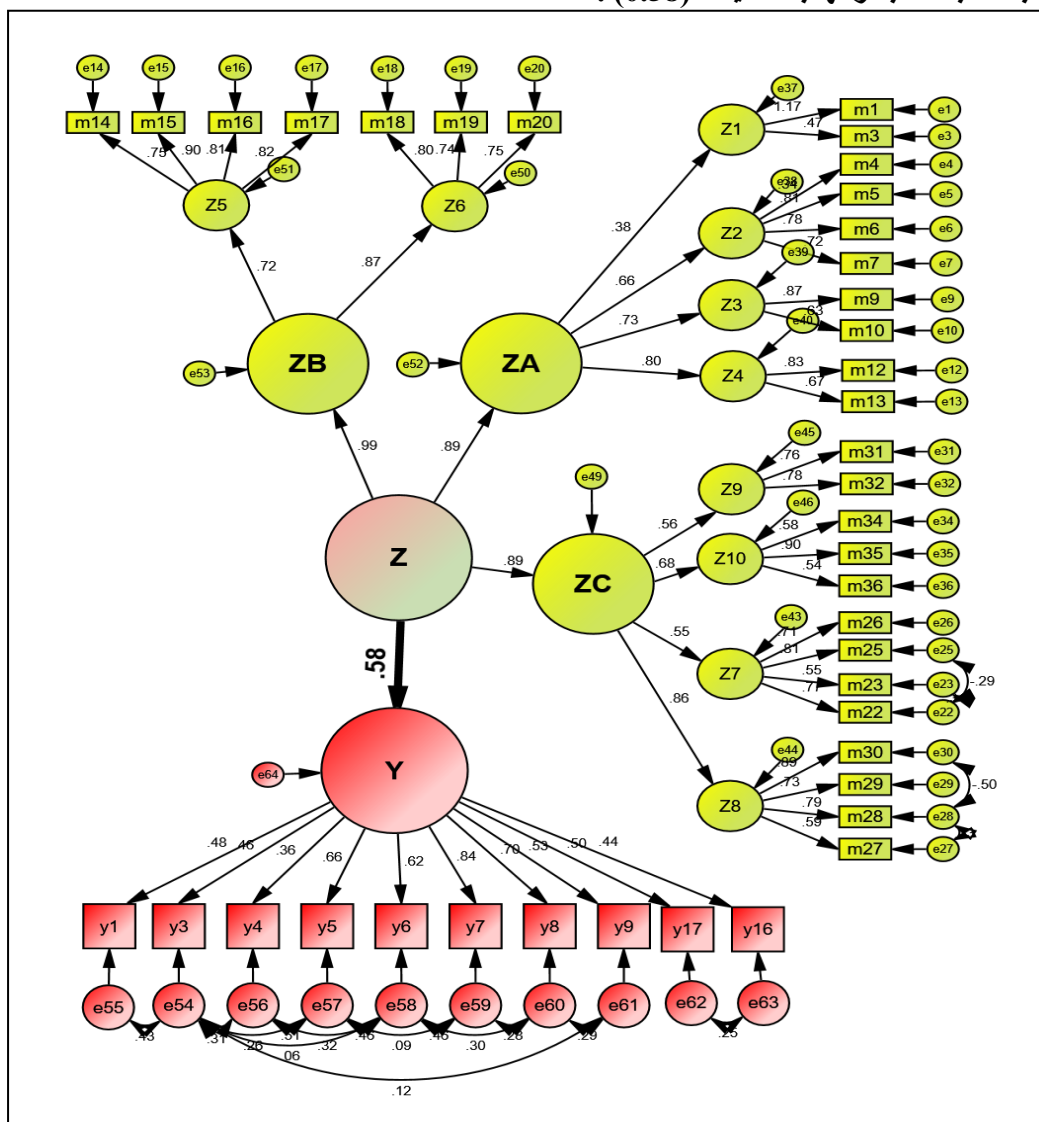 (0.58)
e14 e15 e16 e17 e18 e19 e20
m14 m15 m16 m17 m18 m19 m20
.75 .90 .81 .82 .80 .74 .75
e51 e50
Z5 Z6
.72 .87
e53 ZB e52 ZA
.99 .89
.38 .66 .73 .80
e37
Z1 1.17 m1 e1
.47 m3 e3
e38
Z2 m4 e4
.81 m5 e5
.78 m6 e6
.72 m7 e7
e39
Z3 .87 m9 e9
.63 m10 e10
e40
Z4 .83 m12 e12
.67 m13 e13
Z .89 e49 ZC
.56 .68 .55 .86
e45
Z9 .76 m31 e31
.78 m32 e32
e46
Z10 .58 m34 e34
.90 m35 e35
.54 m36 e36
e43
Z7 .71 m26 e26
.81 m25 e25
.55 m23 e23 -.29
m22 e22
e44
Z8 .89 m30 e30
.73 m29 e29 -.50
.79 m28 e28
.59 m27 e27
.58
e64 Y
.48 .46 .36 .66 .62 .84 .70 .53 .50 .44
y1 y3 y4 y5 y6 y7 y8 y9 y17 y16
e55 e54 e56 e57 e58 e59 e60 e61 e62 e63
.43 .31 .26 .51 .32 .46 .09 .46 .30 .28 .29 .25
.06
.12